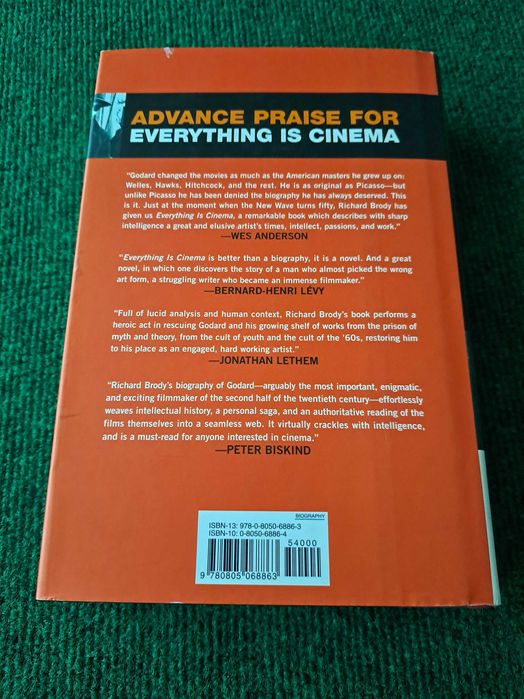 ADVANCE PRAISE FOR
EVERYTHING IS CINEMA
"Godard changed the movies as much as the American masters he grew up on:
Welles, Hawks, Hitchcock, and the rest. He is as original as Picasso—but
unlike Picasso he has been denied the biography he has always deserved. This
is it. Just at the moment when the New Wave turns fifty, Richard Brody has
given us Everything Is Cinema, a remarkable book which describes with sharp
intelligence a great and elusive artist's times, intellect, passions, and work."
—WES ANDERSON
"Everything Is Cinema is better than a biography, it is a novel. And a great
novel, in which one discovers the story of a man who almost picked the wrong
art form, a struggling writer who became an immense filmmaker."
—BERNARD-HENRI LÉVY
"Full of lucid analysis and human context, Richard Brody's book performs a
heroic act in rescuing Godard and his growing shelf of works from the prison of
myth and theory, from the cult of youth and the cult of the '60s, restoring him
to his place as an engaged, hard working artist."
—JONATHAN LETHEM
"Richard Brody's biography of Godard—arguably the most important, enigmatic,
and exciting filmmaker of the second half of the twentieth century—effortlessly
weaves intellectual history, a personal saga, and an authoritative reading of the
films themselves into a seamless web. It virtually crackles with intelligence,
and is a must-read for anyone interested in cinema."
—PETER BISKIND
BIOGRAPHY
ISBN-13: 978-0-8050-6886-3
ISBN-10: 0-8050-6886-4
54000
9 780805 068863